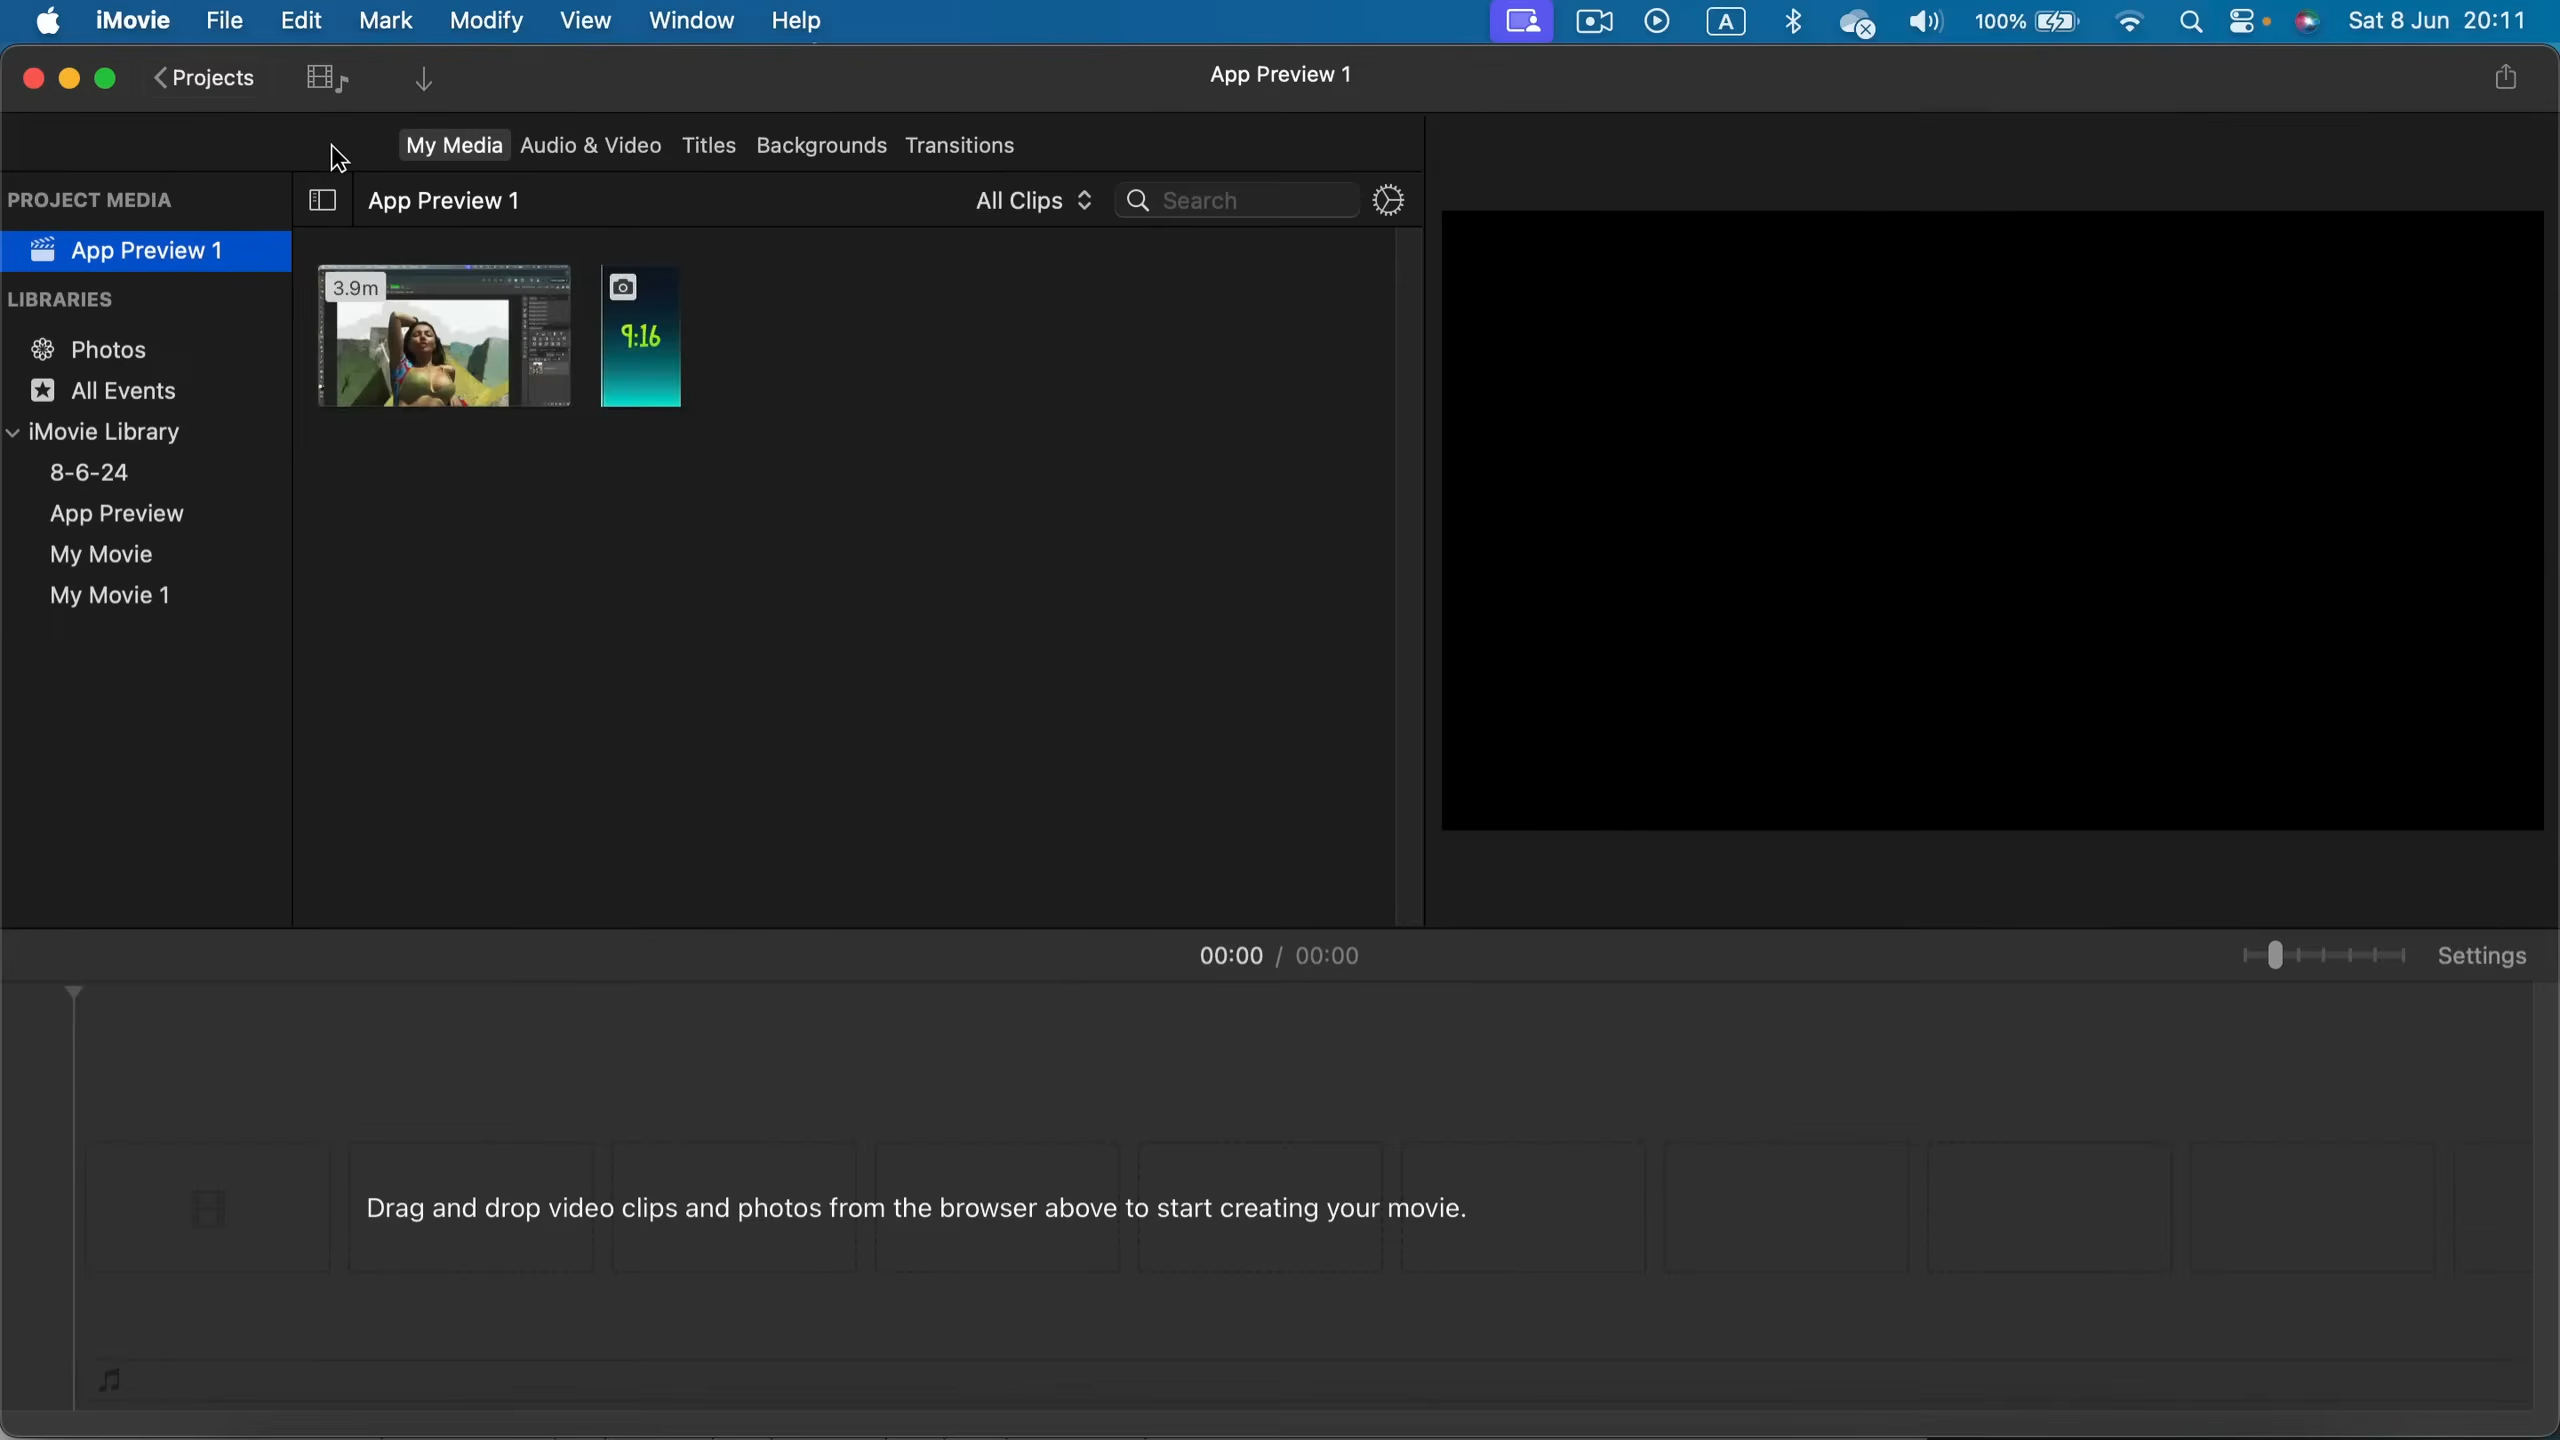 iMovie File Edit Mark Modify View Window Help A 100% Sat 8 Jun 20:11
Projects App Preview 1
My Media Audio & Video Titles Backgrounds Transitions
PROJECT MEDIA
App Preview 1 All Clips Search
App Preview 1
3.9m
9:16
LIBRARIES
Photos
All Events
iMovie Library
8-6-24
App Preview
My Movie
My Movie 1
00:00 / 00:00 Settings
Drag and drop video clips and photos from the browser above to start creating your movie.